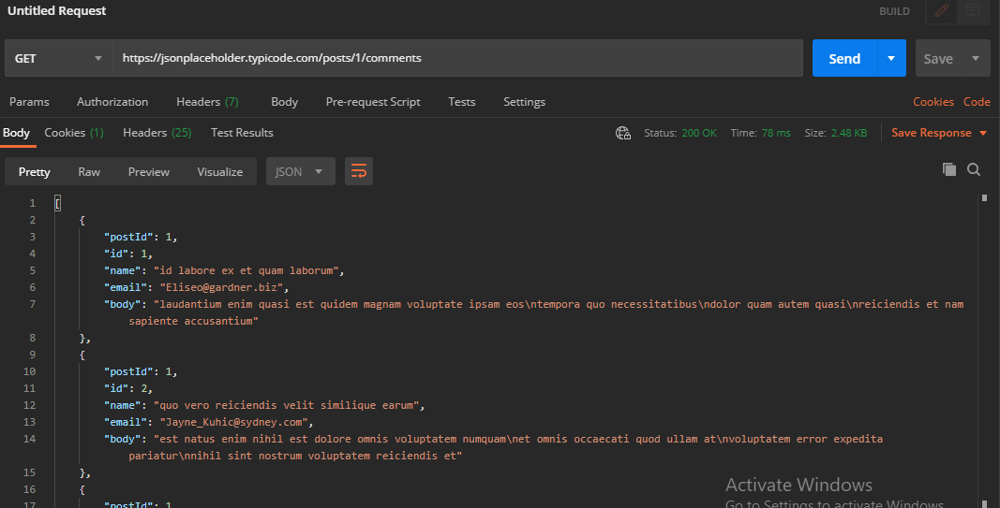 Untitled Request BUILD
GET https://jsonplaceholder.typicode.com/posts/1/comments Send Save
Params Authorization Headers (7) Body Pre-request Script Tests Settings Cookies Code
Body Cookies (1) Headers (25) Test Results Status: 200 OK Time: 78 ms Size: 2.48 KB Save Response
Pretty Raw Preview Visualize JSON
1 [
2 {
3 "postId": 1,
4 "id": 1,
5 "name": "id labore ex et quam laborum",
6 "email": "Eliseo@gardner.biz",
7 "body": "laudantium enim quasi est quidem magnam voluptate ipsam eos\ntempora quo necessitatibus\ndolor quam autem quasi\nreiciendis et nam
sapiente accusantium"
8 },
9 {
10 "postId": 1,
11 "id": 2,
12 "name": "quo vero reiciendis velit similique earum",
13 "email": "Jayne_Kuhic@sydney.com",
14 "body": "est natus enim nihil est dolore omnis voluptatem numquam\net omnis occaecati quod ullam at\nvoluptatem error expedita
pariatur\nnihil sint nostrum voluptatem reiciendis et"
15 },
16 {
17 "postId": 1
Activate Windows
Go to Settings to activate Windows.